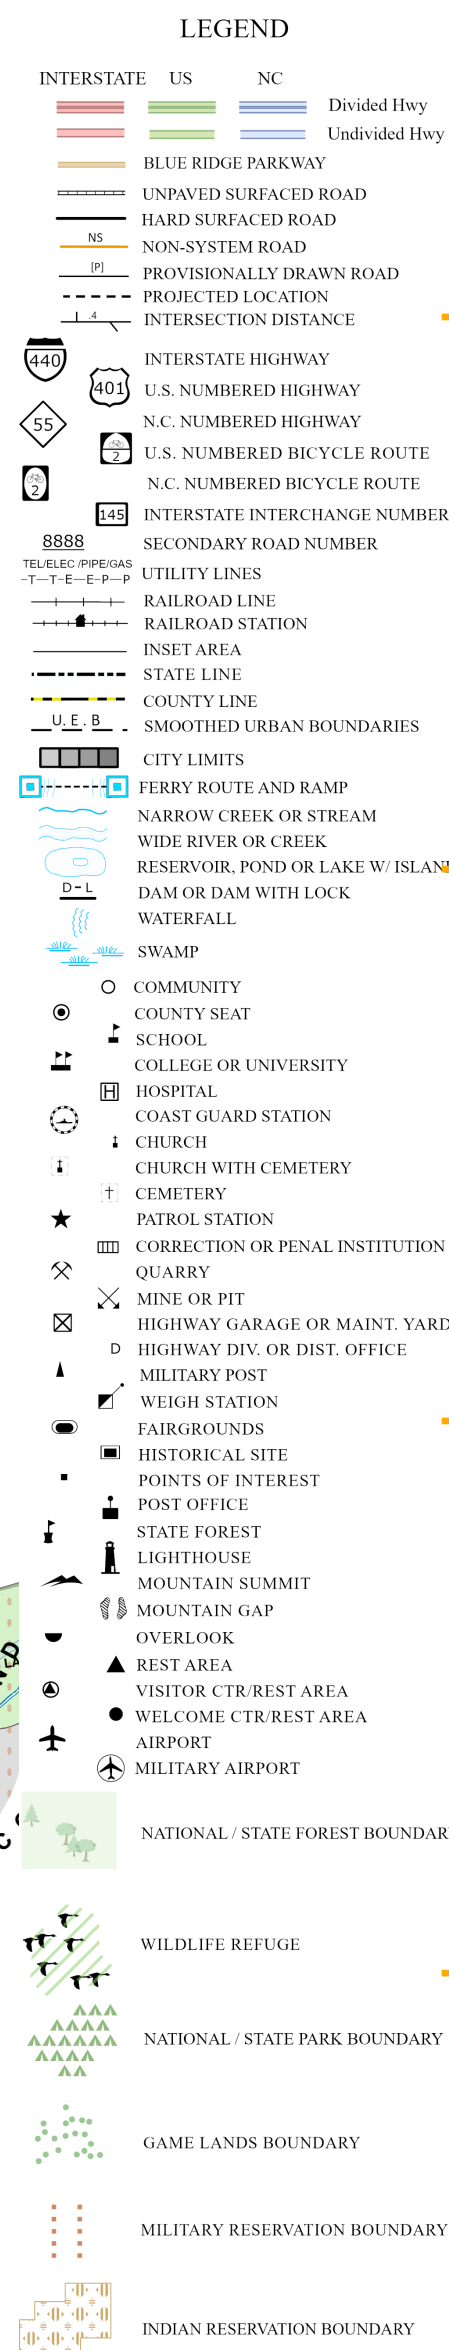 LEGEND
INTERSTATE US NC
Divided Hwy
Undivided Hwy
BLUE RIDGE PARKWAY
UNPAVED SURFACED ROAD
HARD SURFACED ROAD
NS
NON-SYSTEM ROAD
[P]
PROVISIONALLY DRAWN ROAD
PROJECTED LOCATION
.4
INTERSECTION DISTANCE
440 INTERSTATE HIGHWAY
401 U.S. NUMBERED HIGHWAY
55 N.C. NUMBERED HIGHWAY
2 U.S. NUMBERED BICYCLE ROUTE
2 N.C. NUMBERED BICYCLE ROUTE
145 INTERSTATE INTERCHANGE NUMBER
8888 SECONDARY ROAD NUMBER
TEL/ELEC /PIPE/GAS
-T—T-E—E-P—P UTILITY LINES
RAILROAD LINE
RAILROAD STATION
INSET AREA
STATE LINE
COUNTY LINE
U. E. B
SMOOTHED URBAN BOUNDARIES
CITY LIMITS
FERRY ROUTE AND RAMP
NARROW CREEK OR STREAM
WIDE RIVER OR CREEK
RESERVOIR, POND OR LAKE W/ ISLAN
D-L
DAM OR DAM WITH LOCK
WATERFALL
SWAMP
COMMUNITY
COUNTY SEAT
SCHOOL
COLLEGE OR UNIVERSITY
H HOSPITAL
COAST GUARD STATION
CHURCH
CHURCH WITH CEMETERY
CEMETERY
PATROL STATION
CORRECTION OR PENAL INSTITUTION
QUARRY
MINE OR PIT
HIGHWAY GARAGE OR MAINT. YARD
D HIGHWAY DIV. OR DIST. OFFICE
MILITARY POST
WEIGH STATION
FAIRGROUNDS
HISTORICAL SITE
POINTS OF INTEREST
POST OFFICE
STATE FOREST
LIGHTHOUSE
MOUNTAIN SUMMIT
MOUNTAIN GAP
OVERLOOK
REST AREA
VISITOR CTR/REST AREA
WELCOME CTR/REST AREA
AIRPORT
MILITARY AIRPORT
NATIONAL / STATE FOREST BOUNDAR
WILDLIFE REFUGE
NATIONAL / STATE PARK BOUNDARY
GAME LANDS BOUNDARY
MILITARY RESERVATION BOUNDARY
INDIAN RESERVATION BOUNDARY